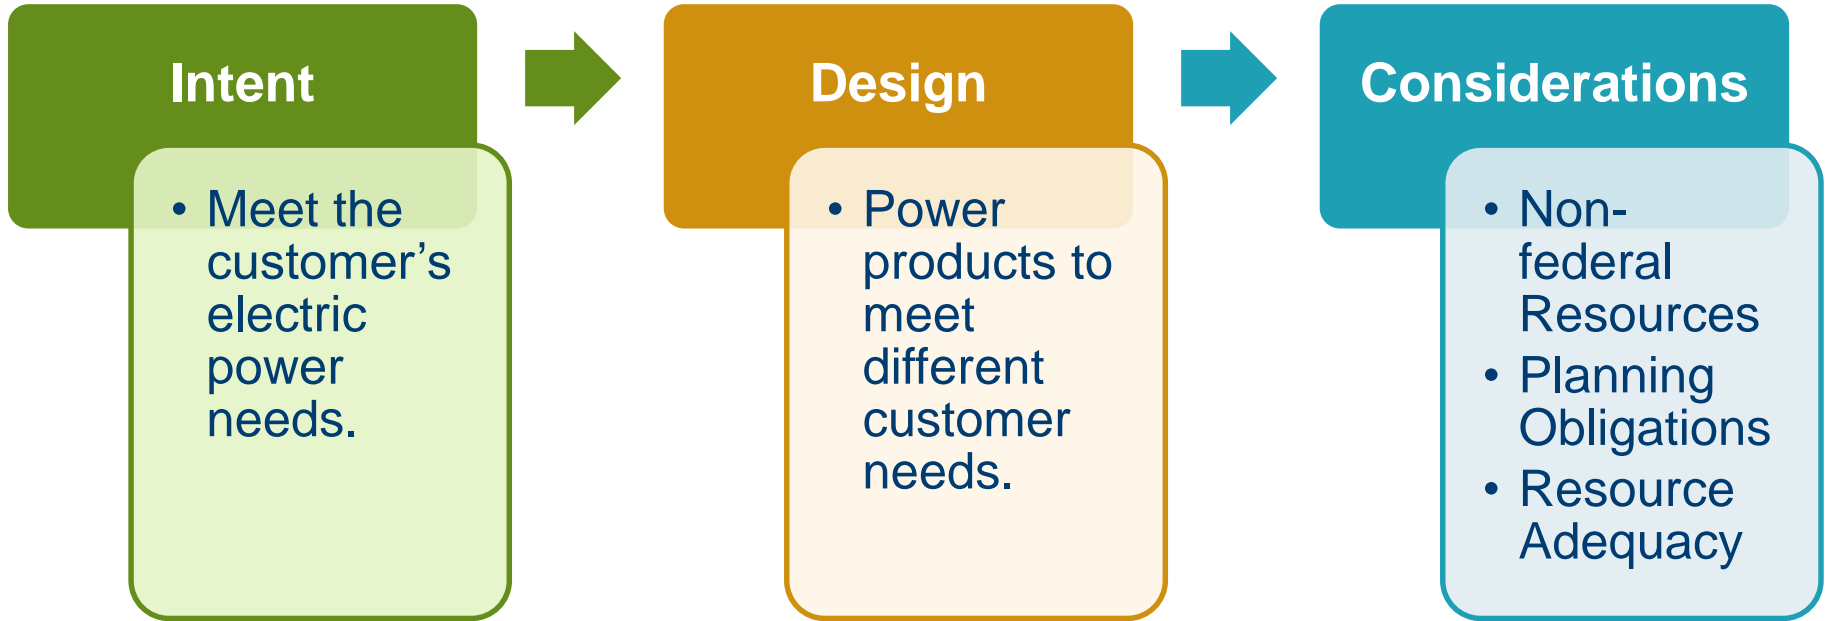 Intent
• Meet the
customer’s
electric
power
needs.
Design
• Power
products to
meet
different
customer
needs.
Considerations
• Non-
federal
Resources
• Planning
Obligations
• Resource
Adequacy